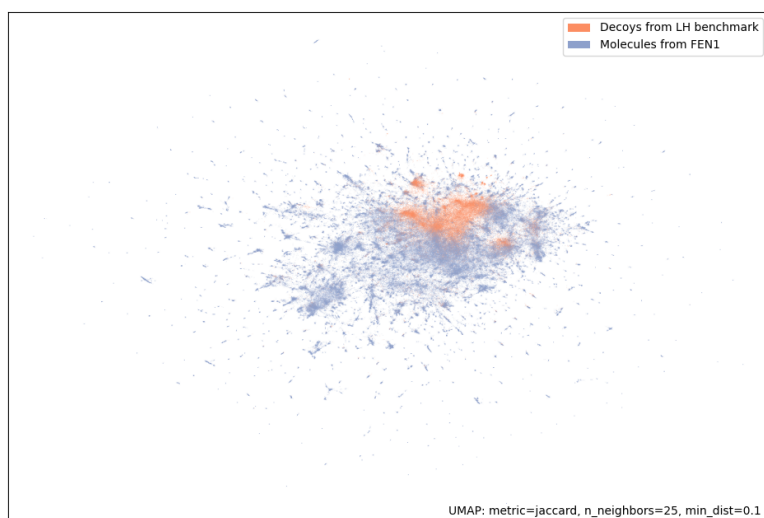 Decoys from LH benchmark
Molecules from FEN1
UMAP: metric=jaccard, n_neighbors=25, min_dist=0.1